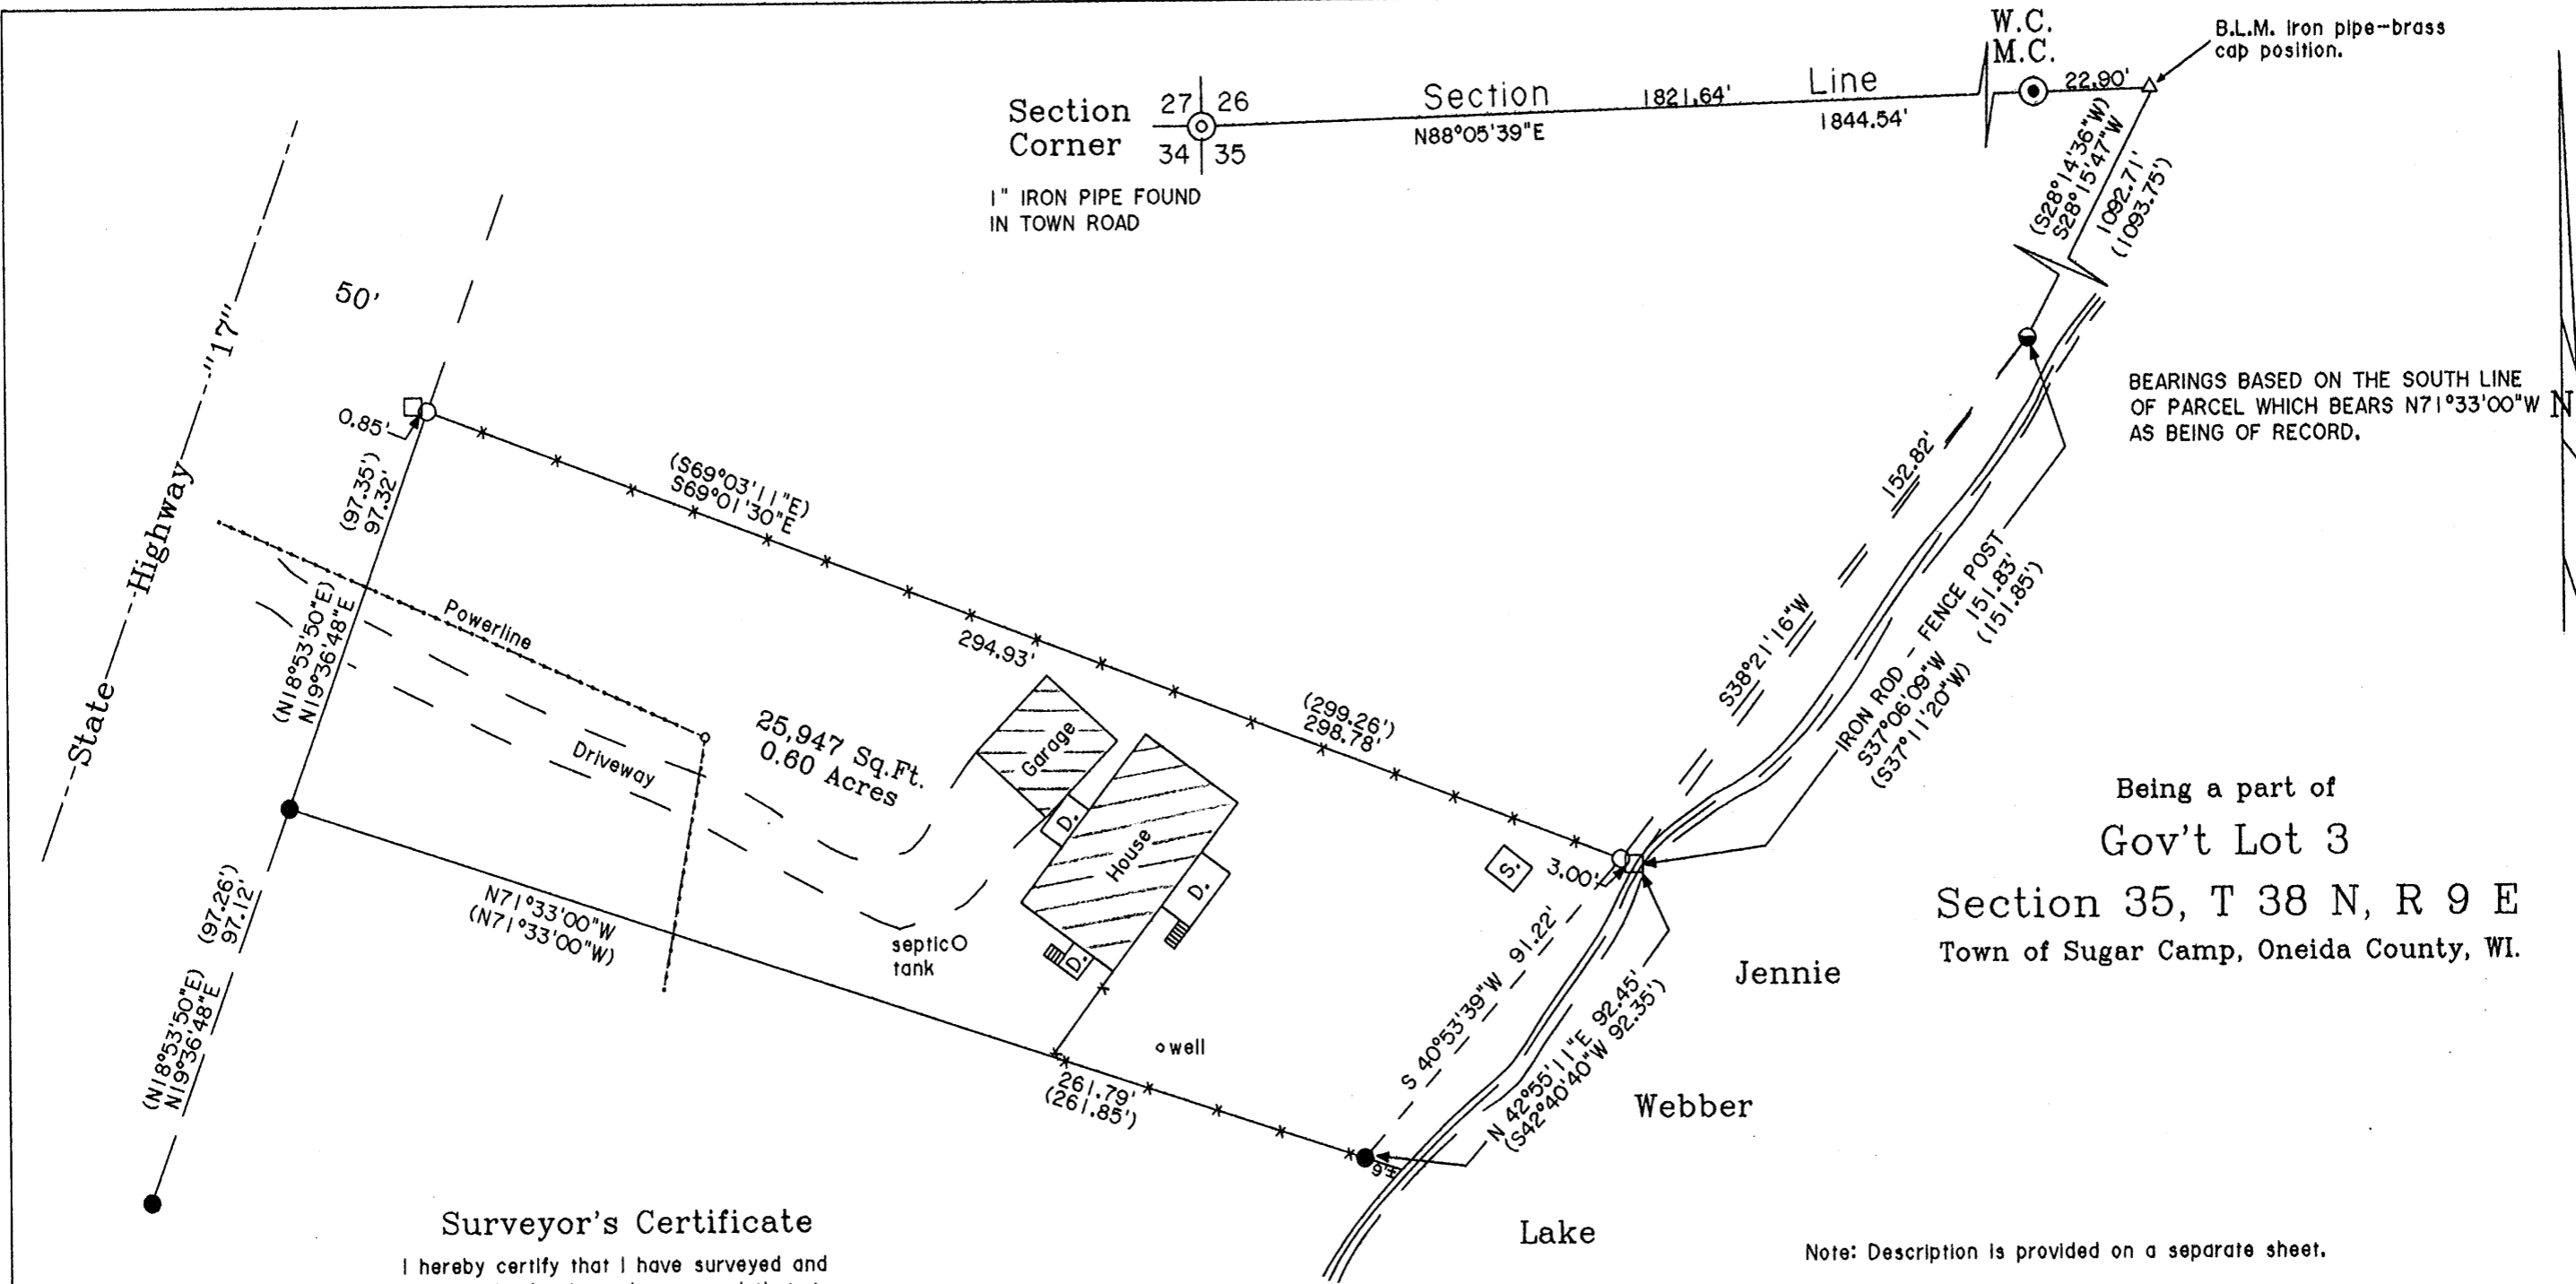 W.C.
M.C.
B.L.M. iron pipe--brass
cap position.
22.90'
Section
Corner
27 26
34 35
Section 1821.64' Line
N88°05'39"E 1844.54'
1" IRON PIPE FOUND
IN TOWN ROAD
(S28°14'36"W)
S28°15'47"W
1092.71'
(1093.75')
50'
State Highway "17"
0.85'
(97.35')
97.32'
(N18°53'50"E)
N19°36'48"E
(S69°03'11"E)
S69°01'30"E
294.93'
(299.26')
298.78'
BEARINGS BASED ON THE SOUTH LINE
OF PARCEL WHICH BEARS N71°33'00"W
AS BEING OF RECORD.
N
152.82'
S38°21'16"W
IRON ROD - FENCE POST
S37°06'09"W 151.83'
(S37°11'20"W) (151.85')
Powerline
Driveway
25,947 Sq.Ft.
0.60 Acres
Garage
D.
House
D.
D.
S.
3.00'
septic
tank
well
N71°33'00"W
(N71°33'00"W)
261.79'
(261.85')
9'±
S 40°53'39"W 91.22'
N 42°55'11"E 92.45'
(S42°40'40"W 92.35')
(N18°53'50"E) (97.26')
N19°36'48"E 97.12'
Being a part of
Gov't Lot 3
Section 35, T 38 N, R 9 E
Town of Sugar Camp, Oneida County, WI.
Jennie
Webber
Lake
Surveyor's Certificate
I hereby certify that I have surveyed and
Note: Description is provided on a separate sheet.